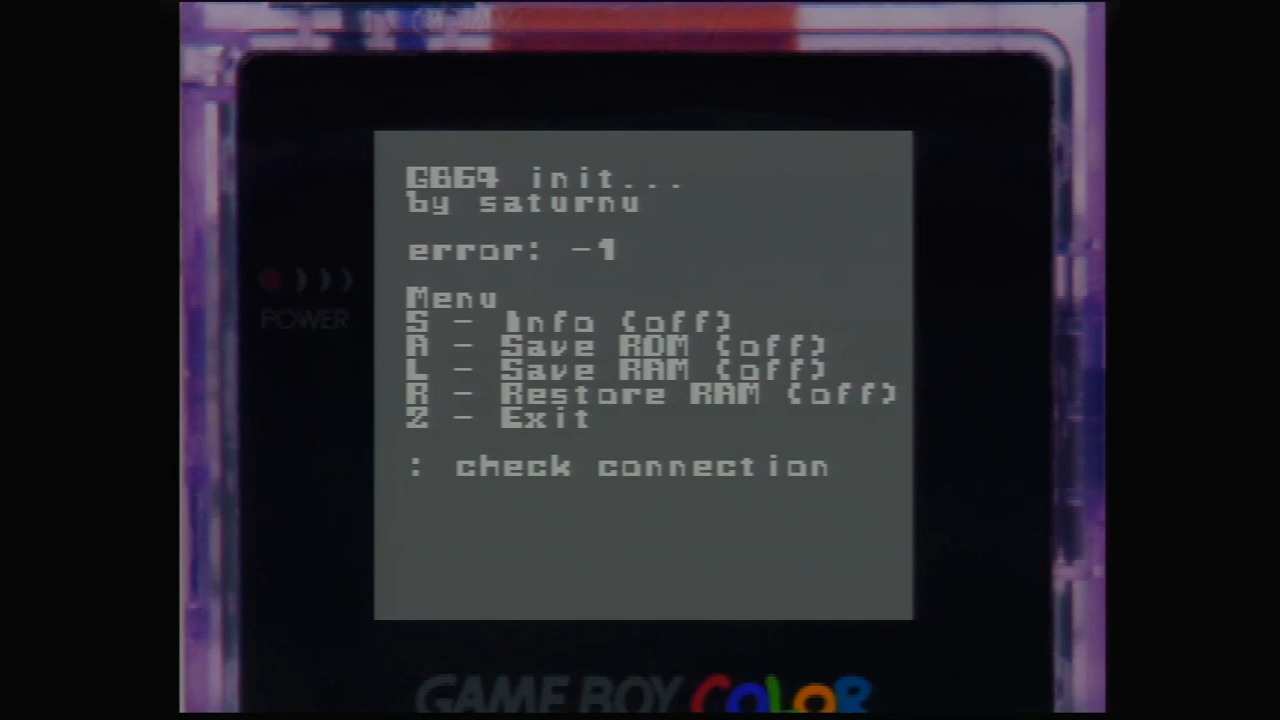 GB64 init...
by saturnu
error: -1
POWER
Menu
S - Info (off)
A - Save ROM (off)
L - Save RAM (off)
R - Restore RAM (off)
Z - Exit
: check connection
GAME BOY COLOR